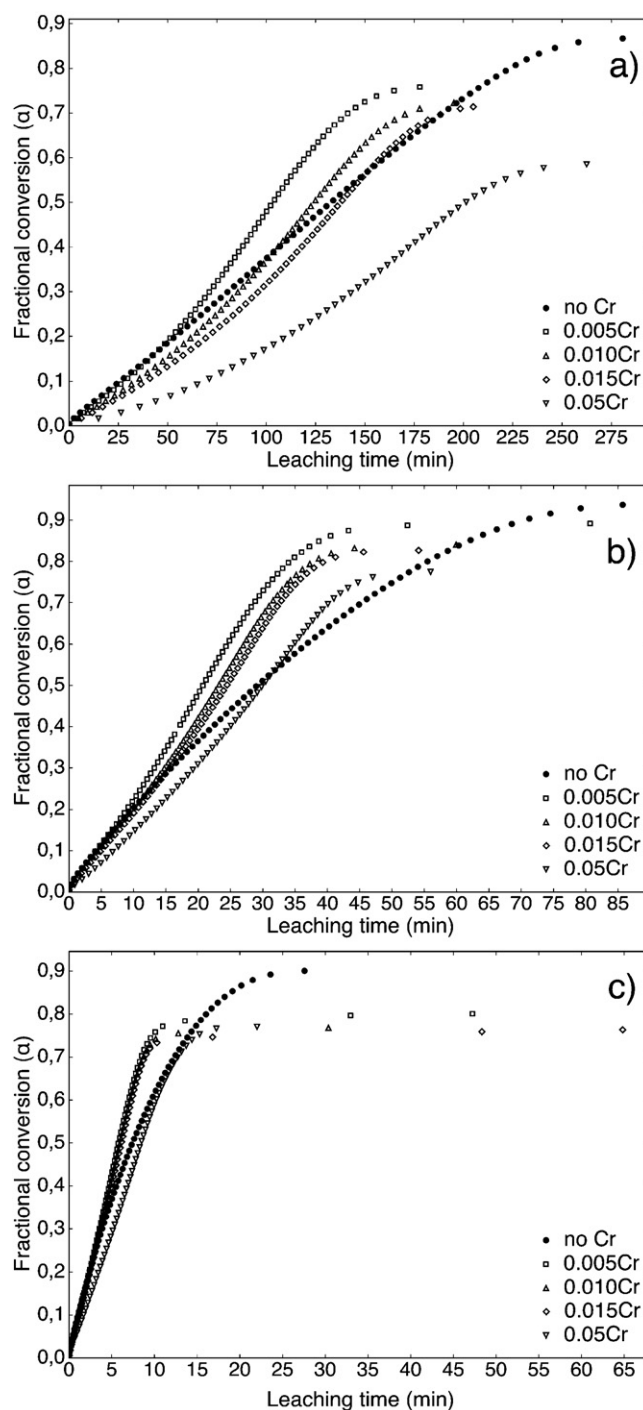 a)
0,9
0,8
0,7
0,6
0,5
0,4
0,3
0,2
0,1
0,0
Fractional conversion (α)
no Cr
0.005Cr
0.010Cr
0.015Cr
0.05Cr
0 25 50 75 100 125 150 175 200 225 250 275
Leaching time (min)
b)
0,9
0,8
0,7
0,6
0,5
0,4
0,3
0,2
0,1
0,0
Fractional conversion (α)
no Cr
0.005Cr
0.010Cr
0.015Cr
0.05Cr
0 5 10 15 20 25 30 35 40 45 50 55 60 65 70 75 80 85
Leaching time (min)
c)
0,9
0,8
0,7
0,6
0,5
0,4
0,3
0,2
0,1
0,0
Fractional conversion (α)
no Cr
0.005Cr
0.010Cr
0.015Cr
0.05Cr
0 5 10 15 20 25 30 35 40 45 50 55 60 65
Leaching time (min)